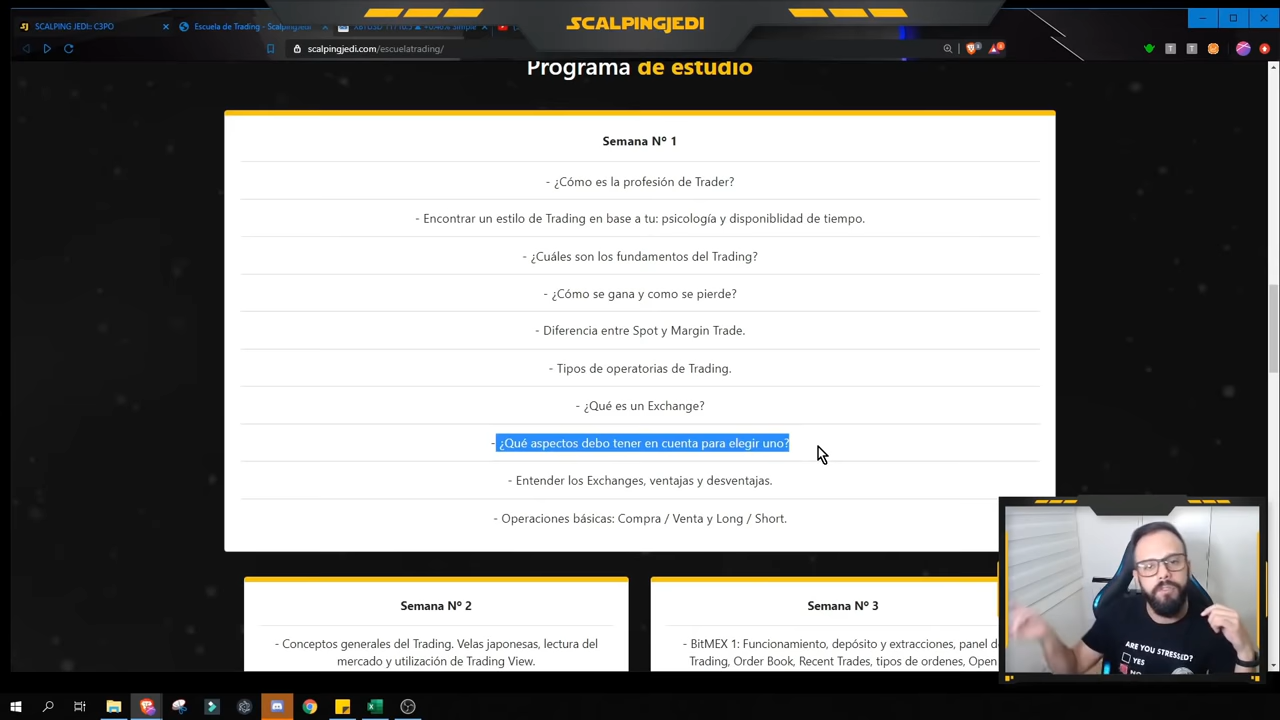 SCALPINGJEDI
SCALPING JEDI: C3PO
Escuela de Trading - Scalpingjedi
scalpingjedi.com/escuelatrading/
Programa de estudio
Semana Nº 1
- ¿Cómo es la profesión de Trader?
- Encontrar un estilo de Trading en base a tu: psicología y disponiblidad de tiempo.
- ¿Cuáles son los fundamentos del Trading?
- ¿Cómo se gana y como se pierde?
- Diferencia entre Spot y Margin Trade.
- Tipos de operatorias de Trading.
- ¿Qué es un Exchange?
- ¿Qué aspectos debo tener en cuenta para elegir uno?
- Entender los Exchanges, ventajas y desventajas.
- Operaciones básicas: Compra / Venta y Long / Short.
Semana Nº 2
- Conceptos generales del Trading. Velas japonesas, lectura del
mercado y utilización de Trading View.
Semana Nº 3
- BitMEX 1: Funcionamiento, depósito y extracciones, panel de
Trading, Order Book, Recent Trades, tipos de ordenes, Open
ARE YOU STRESSED?
YES
NO